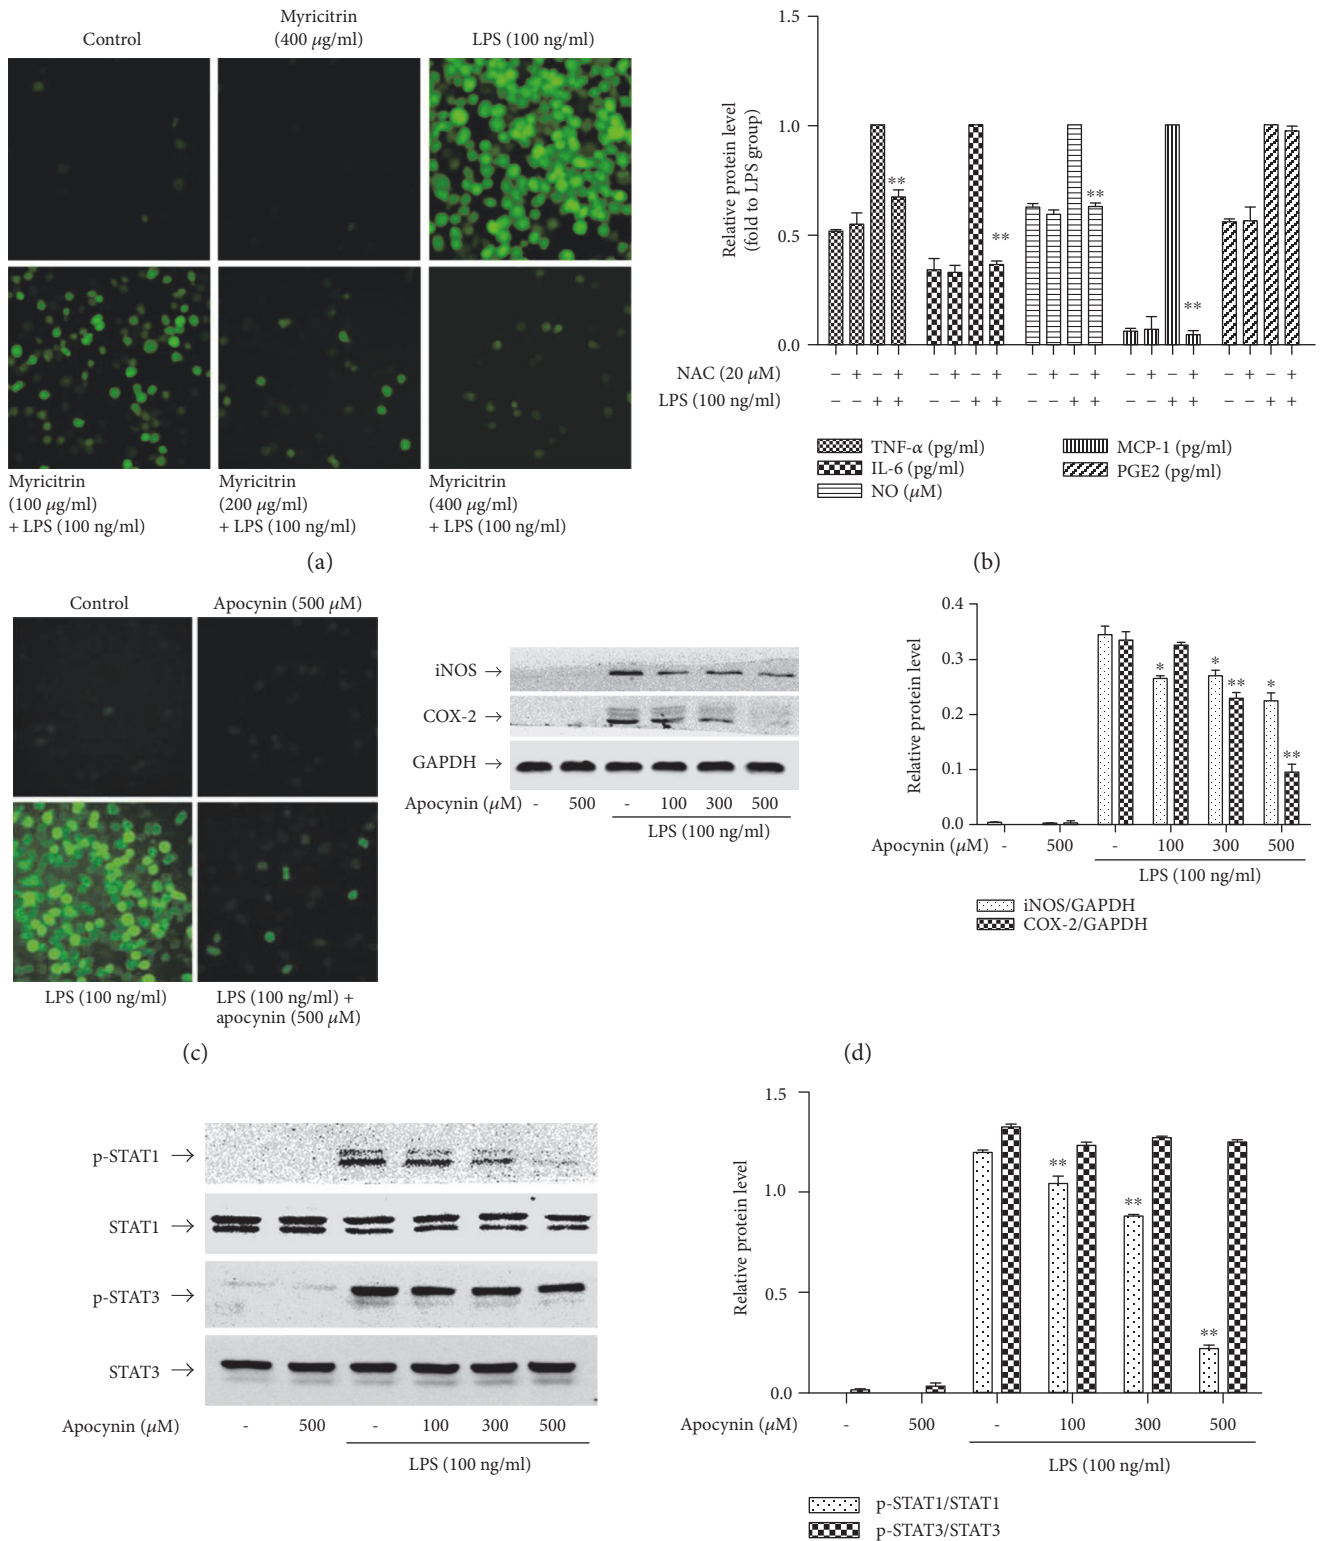 Control
Myricitrin
(400 μg/ml)
LPS (100 ng/ml)
Myricitrin
(100 μg/ml)
+ LPS (100 ng/ml)
Myricitrin
(200 μg/ml)
+ LPS (100 ng/ml)
Myricitrin
(400 μg/ml)
+ LPS (100 ng/ml)
(a)
Relative protein level
(fold to LPS group)
1.5
1.0
0.5
0.0
** ** ** **
NAC (20 μM) − + − + − + − + − + − + − + − + − + − +
LPS (100 ng/ml) − − + + − − + + − − + + − − + + − − + +
TNF-α (pg/ml)
IL-6 (pg/ml)
NO (μM)
MCP-1 (pg/ml)
PGE2 (pg/ml)
(b)
Control
Apocynin (500 μM)
LPS (100 ng/ml)
LPS (100 ng/ml) +
apocynin (500 μM)
(c)
iNOS →
COX-2 →
GAPDH →
Apocynin (μM) - 500 - 100 300 500
LPS (100 ng/ml)
Relative protein level
0.4
0.3
0.2
0.1
0.0
* * ** * **
Apocynin (μM) - 500 - 100 300 500
LPS (100 ng/ml)
iNOS/GAPDH
COX-2/GAPDH
(d)
p-STAT1 →
STAT1 →
p-STAT3 →
STAT3 →
Apocynin (μM) - 500 - 100 300 500
LPS (100 ng/ml)
Relative protein level
1.5
1.0
0.5
0.0
** ** **
Apocynin (μM) - 500 - 100 300 500
LPS (100 ng/ml)
p-STAT1/STAT1
p-STAT3/STAT3